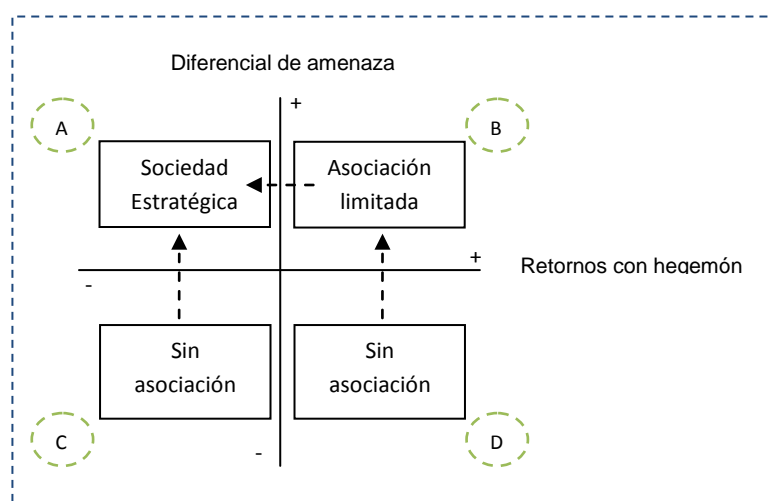 Diferencial de amenaza
+
A
B
Sociedad
Estratégica
Asociación
limitada
+
-
Retornos con hegemón
Sin
asociación
Sin
asociación
C
-
D